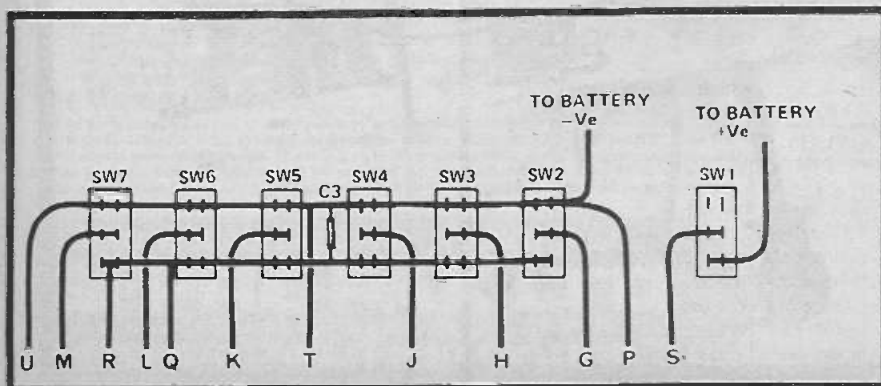 TO BATTERY
-Ve
TO BATTERY
+Ve
SW7 SW6 SW5 C3 SW4 SW3 SW2 SW1
U M R L Q K T J H G P S